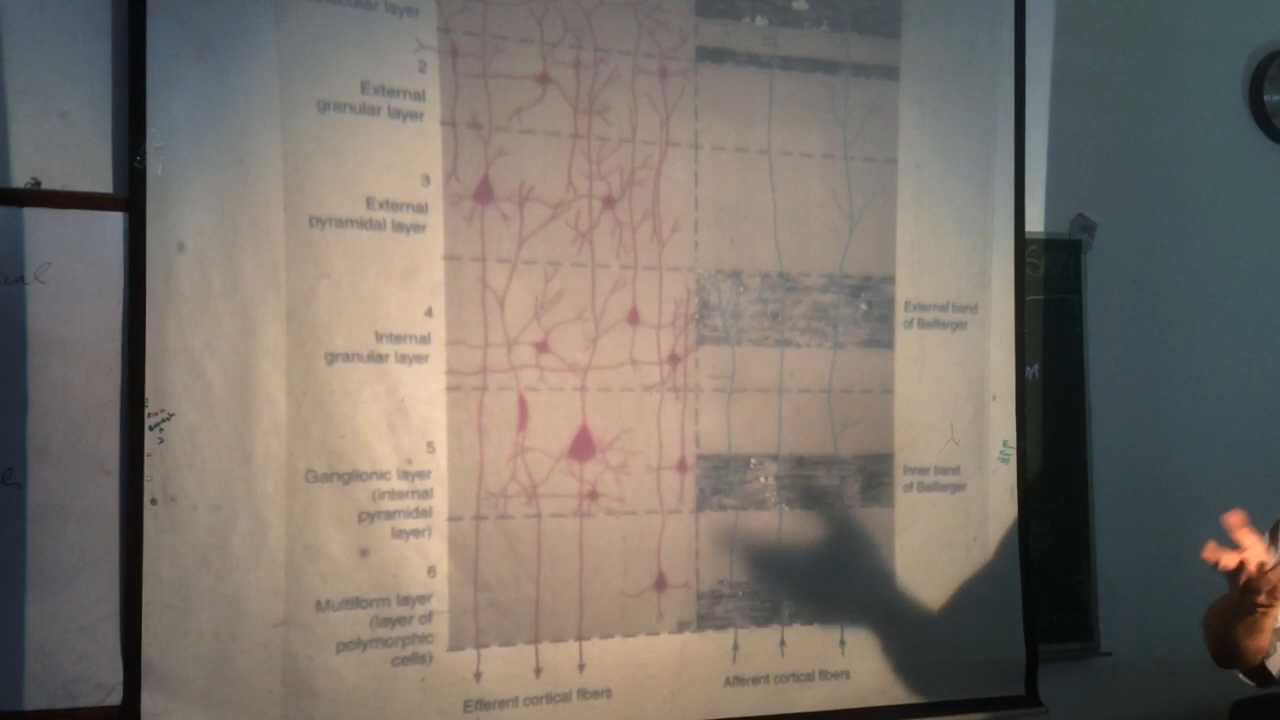 layer
2
External
granular layer
3
External
pyramidal layer
4
Internal
granular layer
External band
of Baillarger
5
Ganglionic layer
(internal
pyramidal
layer)
Inner band
of Baillarger
6
Multiform layer
(layer of
polymorphic
cells)
Efferent cortical fibers
Afferent cortical fibers